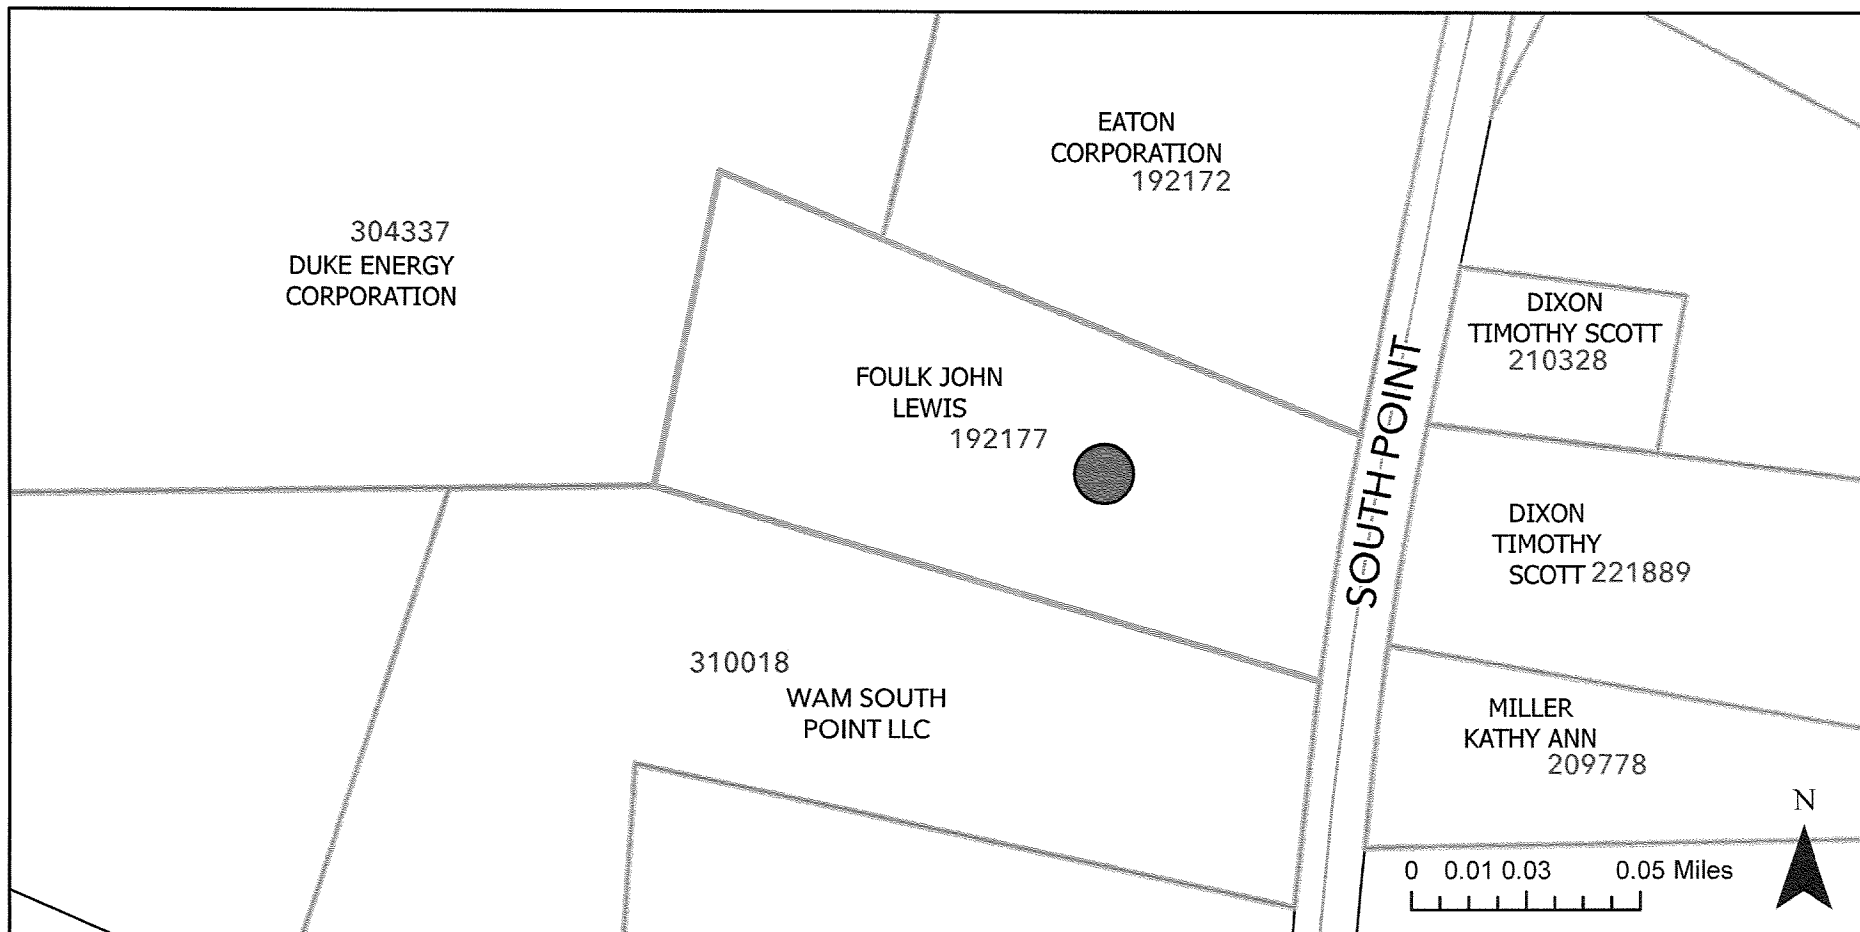 EATON
CORPORATION
192172
304337
DUKE ENERGY
CORPORATION
DIXON
TIMOTHY SCOTT
210328
FOULK JOHN
LEWIS
192177
SOUTH POINT
DIXON
TIMOTHY
SCOTT 221889
310018
WAM SOUTH
POINT LLC
MILLER
KATHY ANN
209778
N
0 0.01 0.03 0.05 Miles